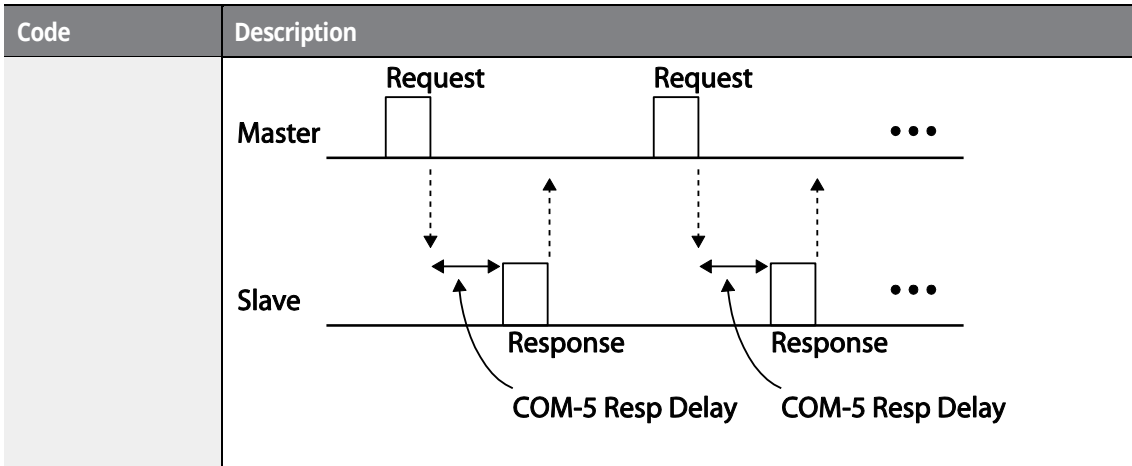 Code Description
Request Request
Master •••
Slave •••
Response Response
COM-5 Resp Delay COM-5 Resp Delay